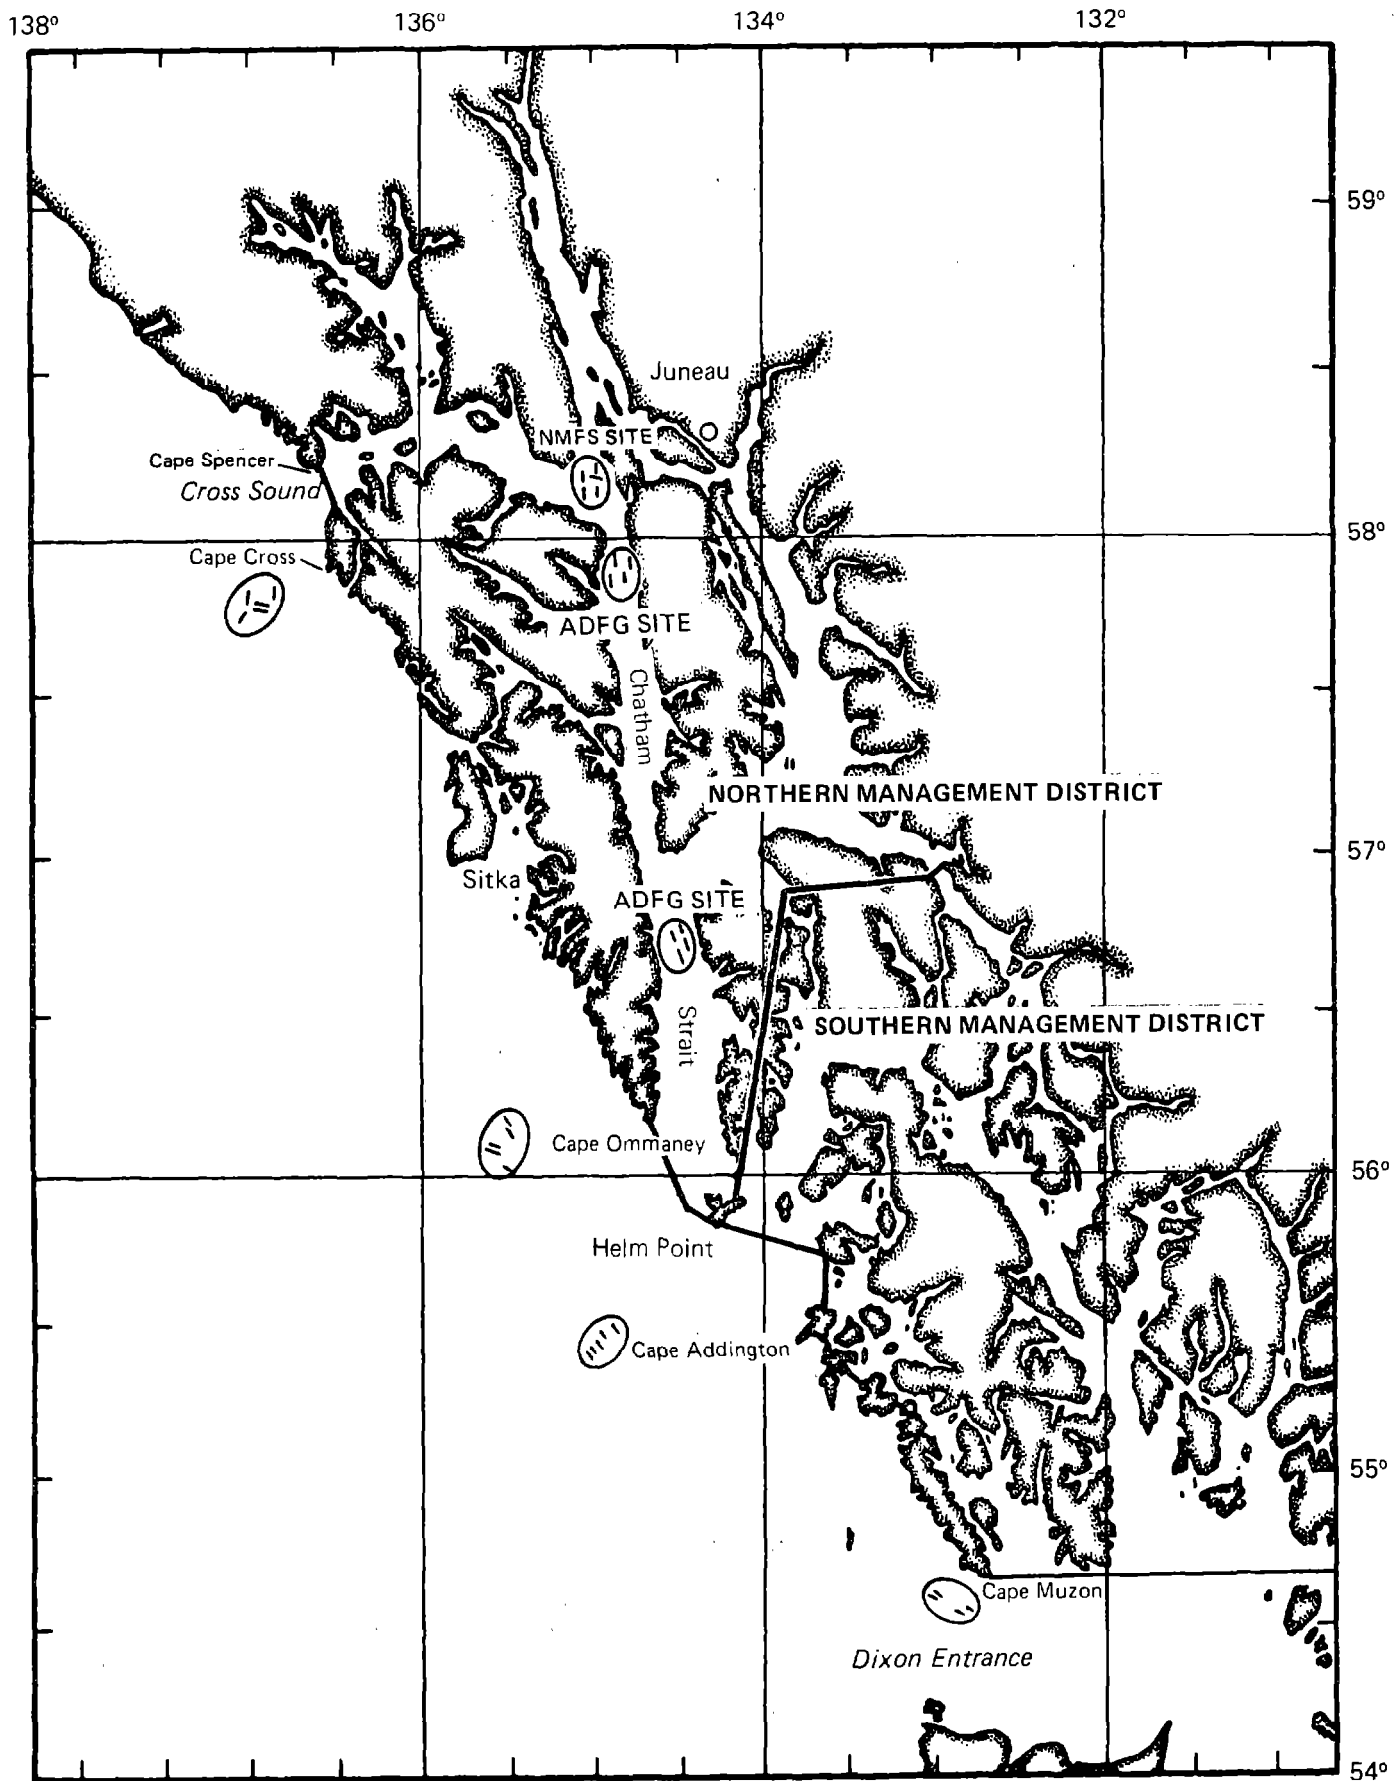 138° 136° 134° 132°
59°
Juneau
NMFS SITE
Cape Spencer
Cross Sound
58°
Cape Cross
ADFG SITE
Chatham
NORTHERN MANAGEMENT DISTRICT
57°
Sitka
ADFG SITE
Strait
SOUTHERN MANAGEMENT DISTRICT
Cape Ommaney
56°
Helm Point
Cape Addington
55°
Cape Muzon
Dixon Entrance
54°